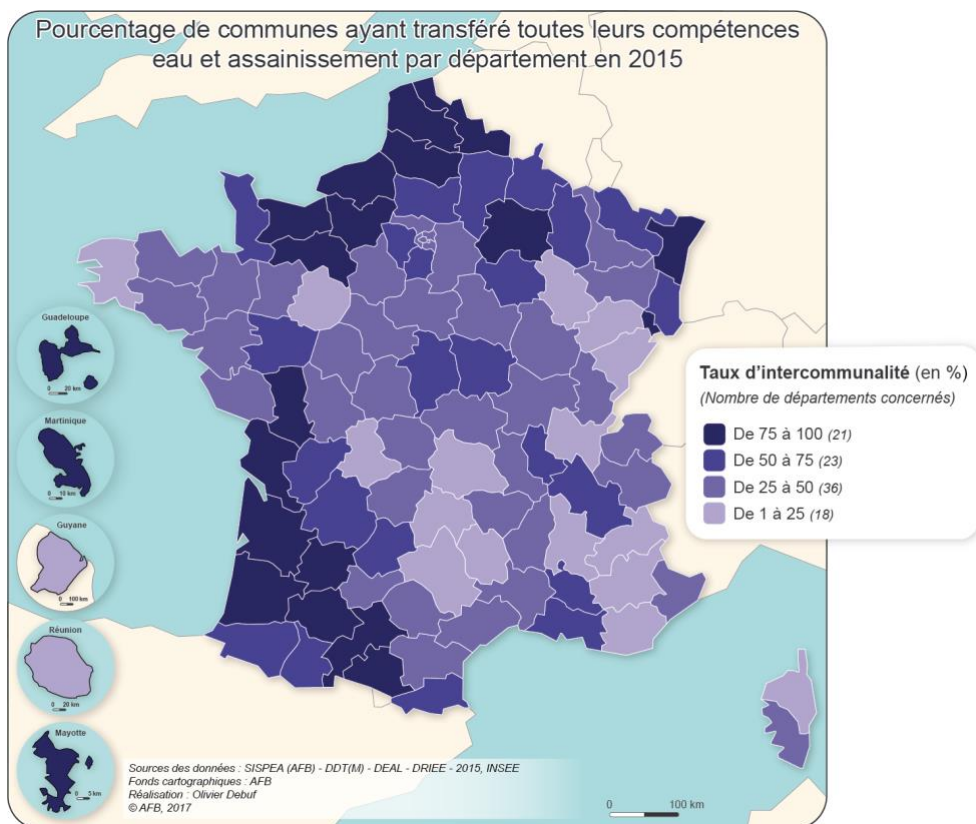 Pourcentage de communes ayant transféré toutes leurs compétences
eau et assainissement par département en 2015
Guadeloupe
0 20 km
Martinique
0 10 km
Guyane
0 100 km
Réunion
0 20 km
Mayotte
0 5 km
Taux d'intercommunalité (en %)
(Nombre de départements concernés)
De 75 à 100 (21)
De 50 à 75 (23)
De 25 à 50 (36)
De 1 à 25 (18)
Sources des données : SISPEA (AFB) - DDT(M) - DEAL - DRIEE - 2015, INSEE
Fonds cartographiques : AFB
Réalisation : Olivier Debuf
© AFB, 2017
0 100 km